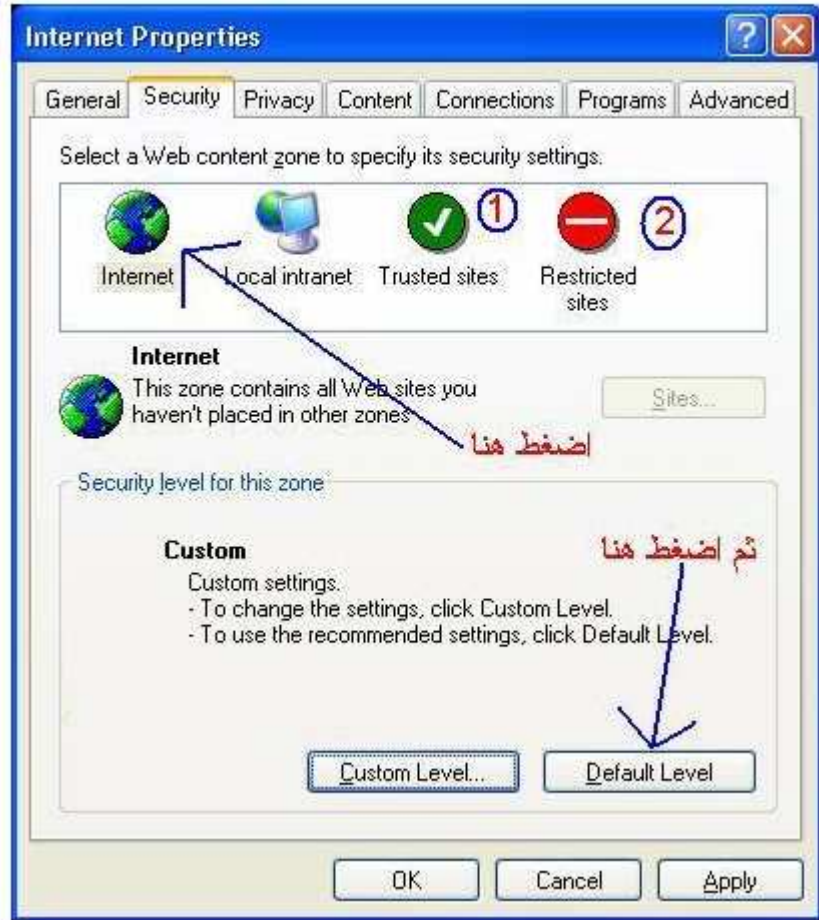 Internet Properties
General Security Privacy Content Connections Programs Advanced
Select a Web content zone to specify its security settings.
1 2
Internet Local intranet Trusted sites Restricted
sites
Internet
This zone contains all Web sites you
haven't placed in other zones
Sites...
اضغط هنا
Security level for this zone
ثم اضغط هنا
Custom
Custom settings.
- To change the settings, click Custom Level.
- To use the recommended settings, click Default Level.
Custom Level... Default Level
OK Cancel Apply